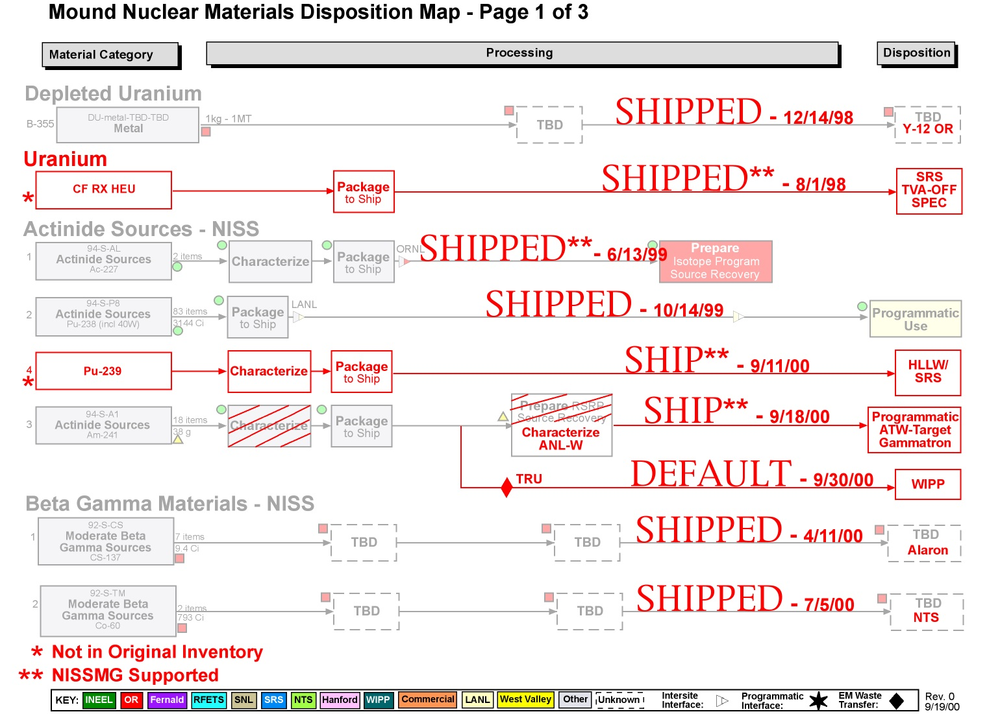 Mound Nuclear Materials Disposition Map - Page 1 of 3
Material Category
Processing
Disposition
Depleted Uranium
B-355
DU-metal-TBD-TBD
Metal
1kg - 1MT
TBD
SHIPPED - 12/14/98
TBD
Y-12 OR
Uranium
*
CF RX HEU
Package
to Ship
SHIPPED** - 8/1/98
SRS
TVA-OFF
SPEC
Actinide Sources - NISS
1
94-S-AL
Actinide Sources
Ac-227
2 items
Characterize
Package
to Ship
ORNL
SHIPPED** - 6/13/99
Prepare
Isotope Program
Source Recovery
2
94-S-P8
Actinide Sources
Pu-238 (incl 40W)
83 items
3144 Ci
Package
to Ship
LANL
SHIPPED - 10/14/99
Programmatic
Use
4
*
Pu-239
Characterize
Package
to Ship
SHIP** - 9/11/00
HLLW/
SRS
3
94-S-A1
Actinide Sources
Am-241
18 items
38 g
Characterize
Package
to Ship
Prepare RSRP
Source Recovery
Characterize
ANL-W
SHIP** - 9/18/00
Programmatic
ATW-Target
Gammatron
TRU
DEFAULT - 9/30/00
WIPP
Beta Gamma Materials - NISS
1
92-S-CS
Moderate Beta
Gamma Sources
CS-137
7 items
9.4 Ci
TBD
TBD
SHIPPED - 4/11/00
TBD
Alaron
2
92-S-TM
Moderate Beta
Gamma Sources
Co-60
2 items
793 Ci
TBD
TBD
SHIPPED - 7/5/00
TBD
NTS
* Not in Original Inventory
** NISSMG Supported
KEY: INEEL OR Fernald RFETS SNL SRS NTS Hanford WIPP Commercial LANL West Valley Other Unknown
Intersite
Interface:
Programmatic
Interface:
EM Waste
Transfer:
Rev. 0
9/19/00